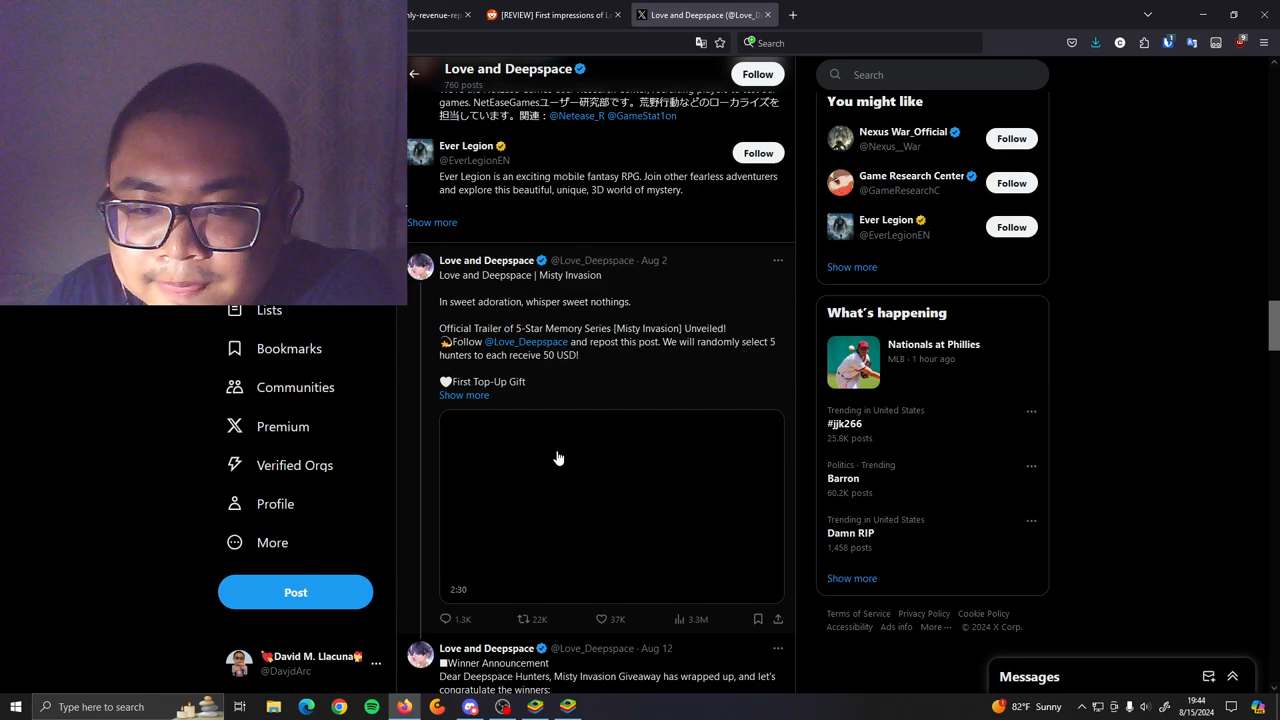 nly-revenue-rep
[REVIEW] First impressions of Lo
Love and Deepspace (@Love_D
Search
Love and Deepspace
760 posts
Follow
games. NetEaseGamesユーザー研究部です。荒野行動などのローカライズを
担当しています。関連：@Netease_R @GameStat1on
Ever Legion
@EverLegionEN
Follow
Ever Legion is an exciting mobile fantasy RPG. Join other fearless adventurers
and explore this beautiful, unique, 3D world of mystery.
Show more
Love and Deepspace @Love_Deepspace · Aug 2
Love and Deepspace | Misty Invasion
In sweet adoration, whisper sweet nothings.
Official Trailer of 5-Star Memory Series [Misty Invasion] Unveiled!
💫Follow @Love_Deepspace and repost this post. We will randomly select 5
hunters to each receive 50 USD!
🤍First Top-Up Gift
Show more
2:30
1.3K 22K 37K 3.3M
Love and Deepspace @Love_Deepspace · Aug 12
Winner Announcement
Dear Deepspace Hunters, Misty Invasion Giveaway has wrapped up, and let's
congratulate the winners:
Lists
Bookmarks
Communities
Premium
Verified Orgs
Profile
More
Post
💘David M. Llacuna🥰
@DavjdArc
Search
You might like
Nexus War_Official
@Nexus__War
Follow
Game Research Center
@GameResearchC
Follow
Ever Legion
@EverLegionEN
Follow
Show more
What's happening
Nationals at Phillies
MLB · 1 hour ago
Trending in United States
#jjk266
25.8K posts
Politics · Trending
Barron
60.2K posts
Trending in United States
Damn RIP
1,458 posts
Show more
Terms of Service Privacy Policy Cookie Policy
Accessibility Ads info More ··· © 2024 X Corp.
Messages
Type here to search
82°F Sunny
19:44
8/15/2024